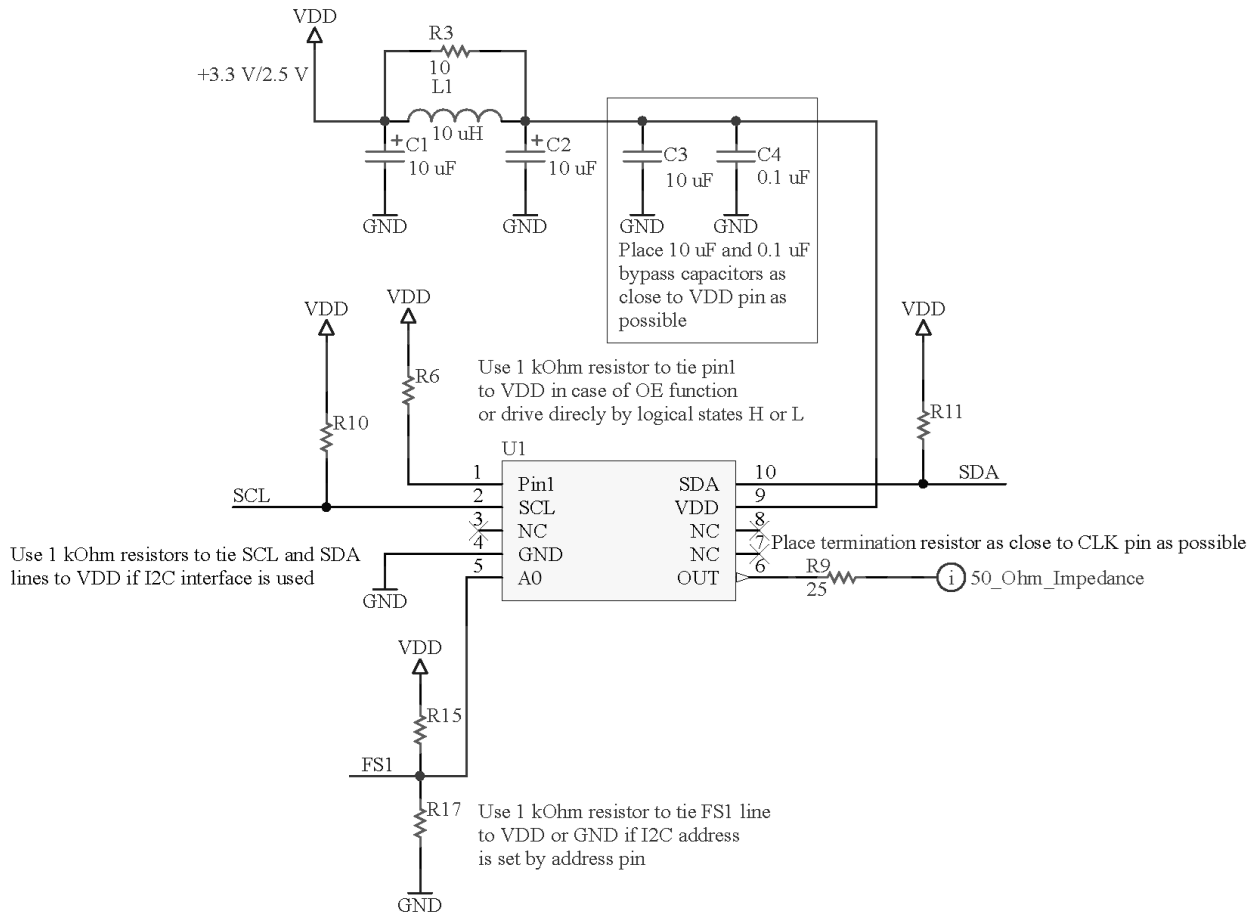 VDD
+3.3 V/2.5 V
R3
10
L1
10 uH
+
C1
10 uF
GND
+
C2
10 uF
GND
C3
10 uF
GND
C4
0.1 uF
GND
Place 10 uF and 0.1 uF
bypass capacitors as
close to VDD pin as
possible
VDD
R10
VDD
R6
Use 1 kOhm resistor to tie pin1
to VDD in case of OE function
or drive direcly by logical states H or L
VDD
R11
U1
1
Pin1
SCL
2
SCL
3
NC
4
GND
5
A0
SDA
10
SDA
VDD
9
NC
8
NC
7
OUT
6
Use 1 kOhm resistors to tie SCL and SDA
lines to VDD if I2C interface is used
GND
Place termination resistor as close to CLK pin as possible
R9
25
i
50_Ohm_Impedance
VDD
R15
FS1
R17
GND
Use 1 kOhm resistor to tie FS1 line
to VDD or GND if I2C address
is set by address pin